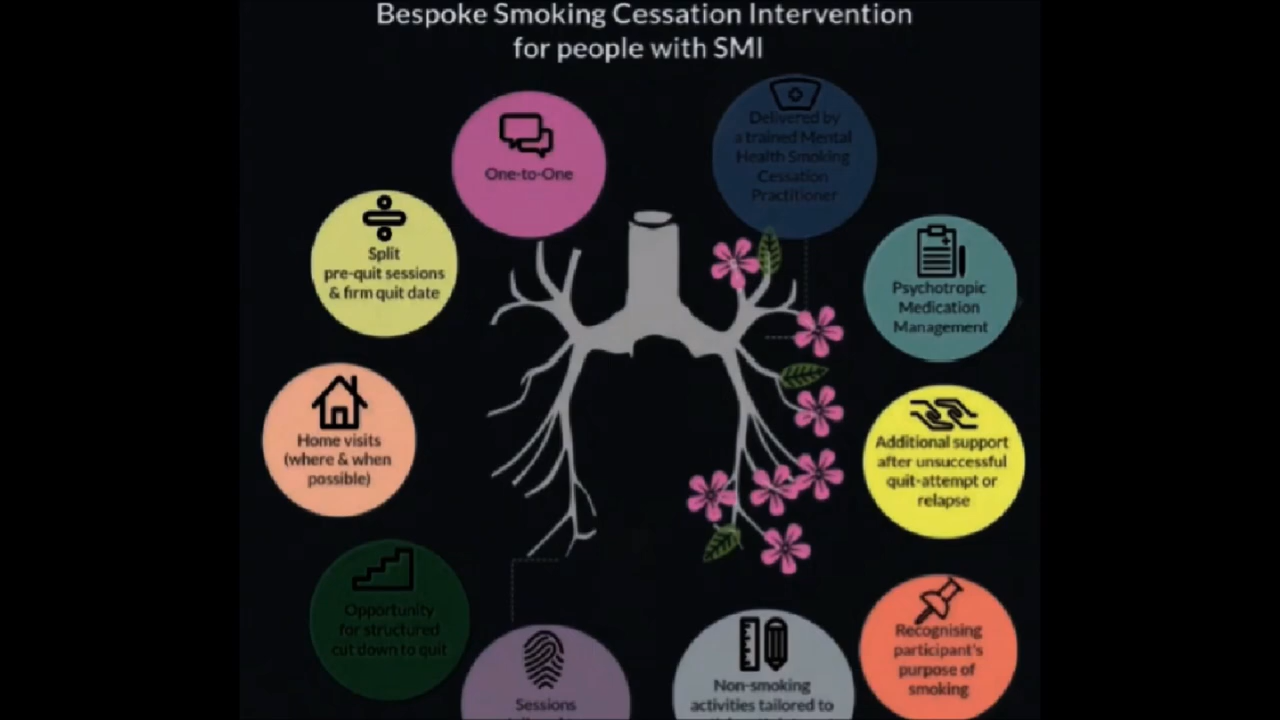 Bespoke Smoking Cessation Intervention
for people with SMI
One-to-One
Delivered by
a trained Mental
Health Smoking
Cessation
Practitioner
Split
pre-quit sessions
& firm quit date
Psychotropic
Medication
Management
Home visits
(where & when
possible)
Additional support
after unsuccessful
quit-attempt or
relapse
Opportunity
for structured
cut down to quit
Sessions
Non-smoking
activities tailored to
Recognising
participant's
purpose of
smoking